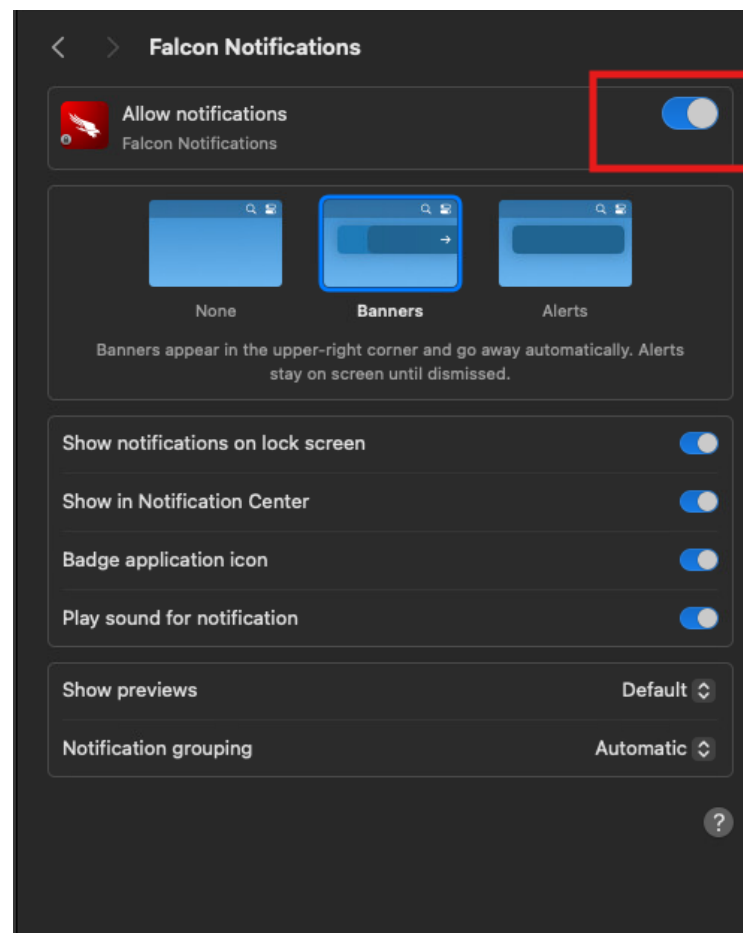 Falcon Notifications
Allow notifications
Falcon Notifications
None
Banners
Alerts
Banners appear in the upper-right corner and go away automatically. Alerts
stay on screen until dismissed.
Show notifications on lock screen
Show in Notification Center
Badge application icon
Play sound for notification
Show previews
Default
Notification grouping
Automatic
?